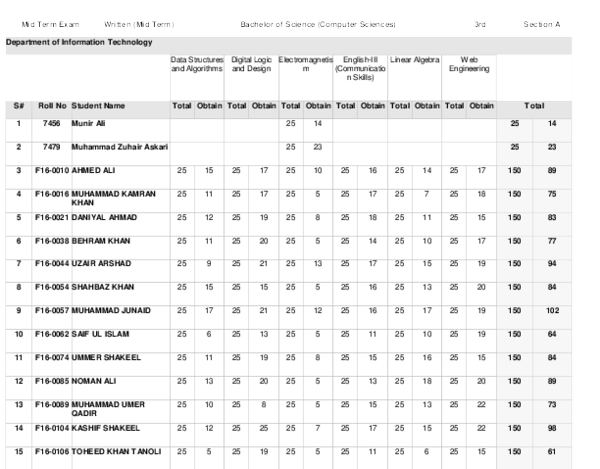 Mid Term Exam Written (Mid Term) Bachelor of Science (Computer Sciences) 3rd Section A
Department of Information Technology
Data Structures and Algorithms Digital Logic and Design Electromagnetism English-III (Communication Skills) Linear Algebra Web Engineering
S# Roll No Student Name Total Obtain Total Obtain Total Obtain Total Obtain Total Obtain Total Obtain Total
1 7456 Munir Ali 25 14 25 14
2 7479 Muhammad Zuhair Askari 25 23 25 23
3 F16-0010 AHMED ALI 25 15 25 17 25 10 25 16 25 14 25 17 150 89
4 F16-0016 MUHAMMAD KAMRAN KHAN 25 11 25 17 25 5 25 17 25 7 25 18 150 75
5 F16-0021 DANIYAL AHMAD 25 12 25 19 25 8 25 18 25 11 25 15 150 83
6 F16-0038 BEHRAM KHAN 25 11 25 20 25 5 25 14 25 10 25 17 150 77
7 F16-0044 UZAIR ARSHAD 25 9 25 21 25 13 25 17 25 15 25 19 150 94
8 F16-0054 SHAHBAZ KHAN 25 15 25 15 25 5 25 16 25 13 25 20 150 84
9 F16-0057 MUHAMMAD JUNAID 25 17 25 21 25 12 25 16 25 17 25 19 150 102
10 F16-0062 SAIF UL ISLAM 25 6 25 13 25 5 25 11 25 10 25 19 150 64
11 F16-0074 UMMER SHAKEEL 25 11 25 19 25 8 25 15 25 16 25 15 150 84
12 F16-0085 NOMAN ALI 25 13 25 20 25 5 25 13 25 18 25 20 150 89
13 F16-0089 MUHAMMAD UMER QADIR 25 10 25 8 25 5 25 15 25 13 25 22 150 73
14 F16-0104 KASHIF SHAKEEL 25 12 25 25 25 7 25 17 25 15 25 22 150 98
15 F16-0106 TOHEED KHAN TANOLI 25 5 25 19 25 5 25 11 25 6 25 15 150 61